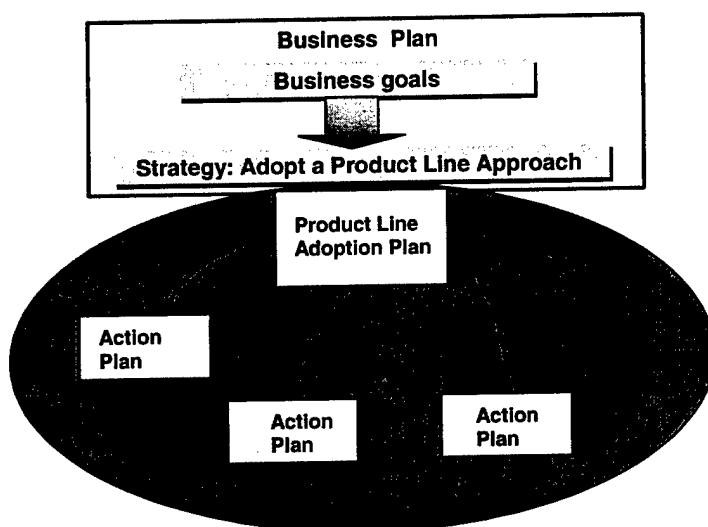 Business Plan
Business goals
Strategy: Adopt a Product Line Approach
Product Line
Adoption Plan
Action
Plan
Action
Plan
Action
Plan